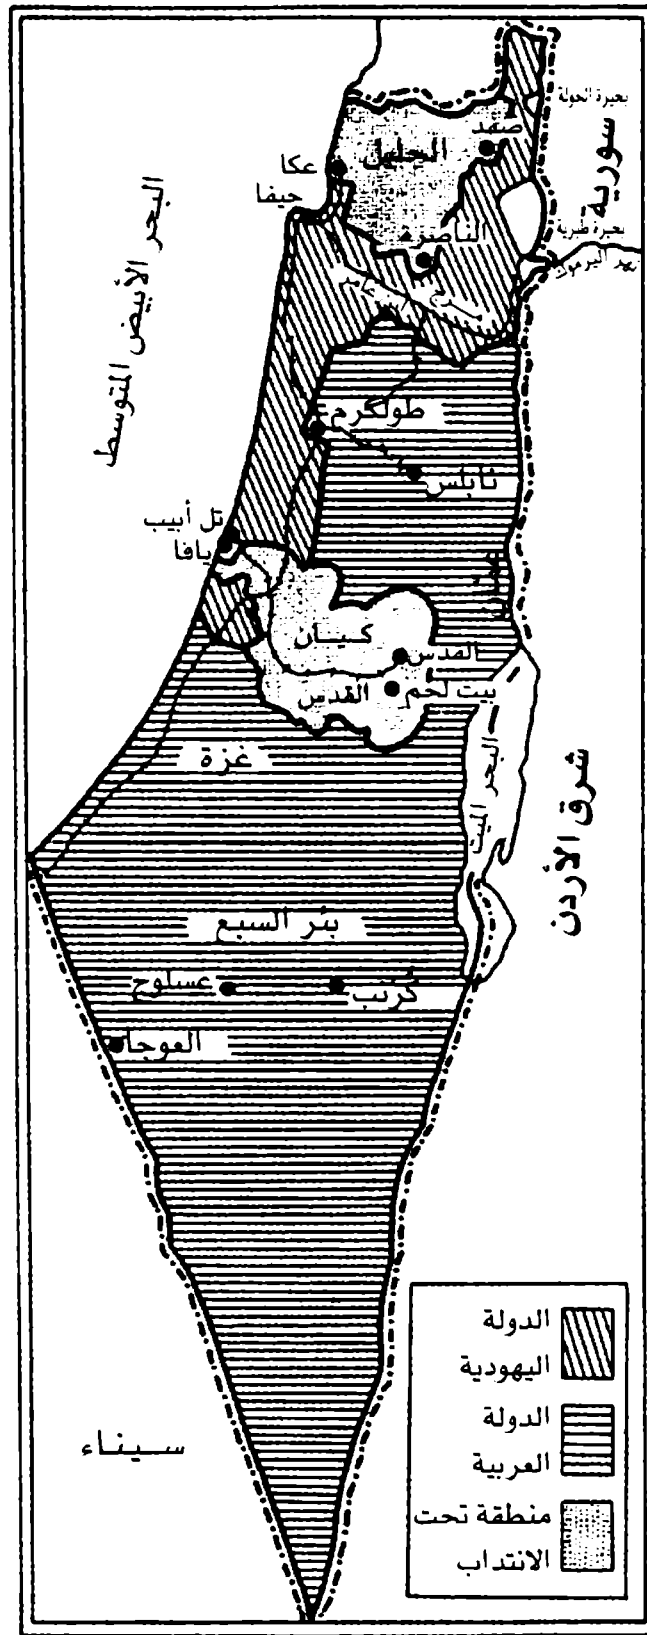 بحيرة الحولة
صفد
سورية
الجليل
عكا
حيفا
الناصرة
بحيرة طبرية
نهر اليرموك
مرج
عامر
البحر الأبيض المتوسط
طولكرم
نابلس
تل أبيب
يافا
كيان
القدس
القدس
بيت لحم
البحر الميت
غزة
شرق الأردن
بئر السبع
عسلوج
كرنب
العوجا
سيناء
الدولة
اليهودية
الدولة
العربية
منطقة تحت
الانتداب